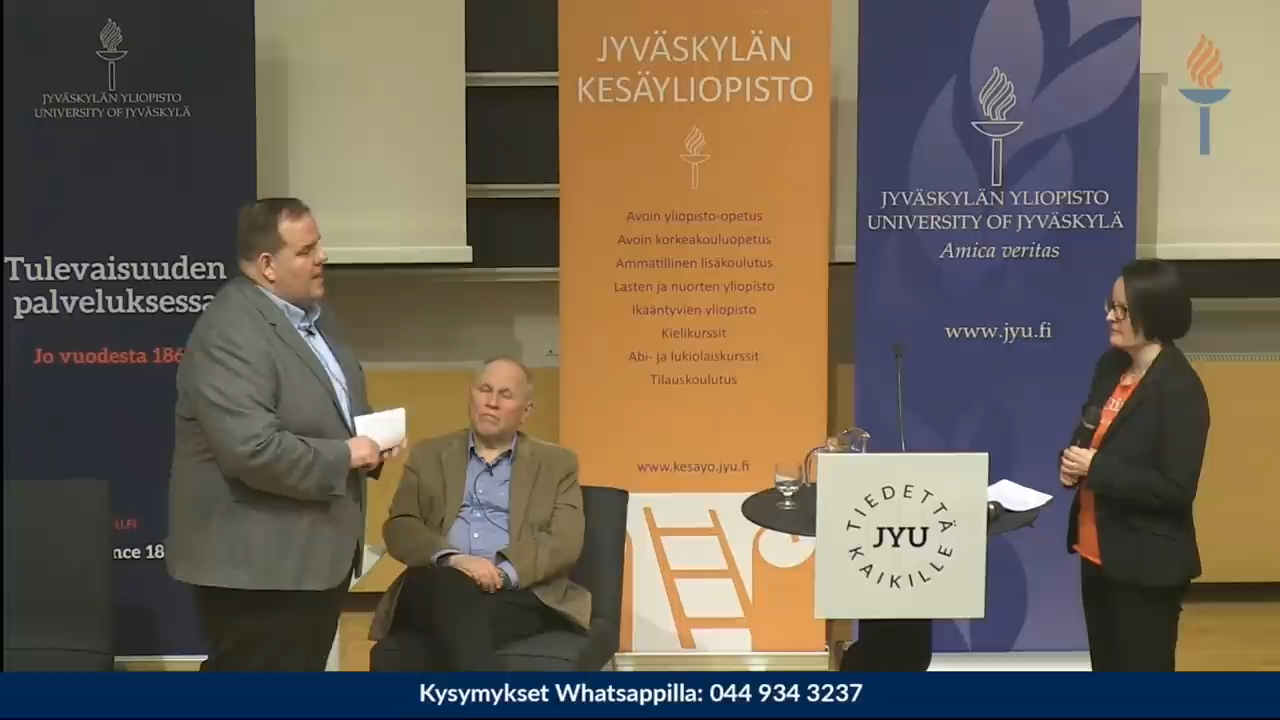 JYVÄSKYLÄN YLIOPISTO
UNIVERSITY OF JYVÄSKYLÄ
Tulevaisuuden
palveluksessa
Jo vuodesta 186
U.FI
nce 18
JYVÄSKYLÄN
KESÄYLIOPISTO
Avoin yliopisto-opetus
Avoin korkeakouluopetus
Ammatillinen lisäkoulutus
Lasten ja nuorten yliopisto
Ikääntyvien yliopisto
Kielikurssit
Abi- ja lukiolaiskurssit
Tilauskoulutus
www.kesayo.jyu.fi
JYVÄSKYLÄN YLIOPISTO
UNIVERSITY OF JYVÄSKYLÄ
Amica veritas
www.jyu.fi
TIEDETTÄ
JYU
KAIKILLE
Kysymykset Whatsappilla: 044 934 3237